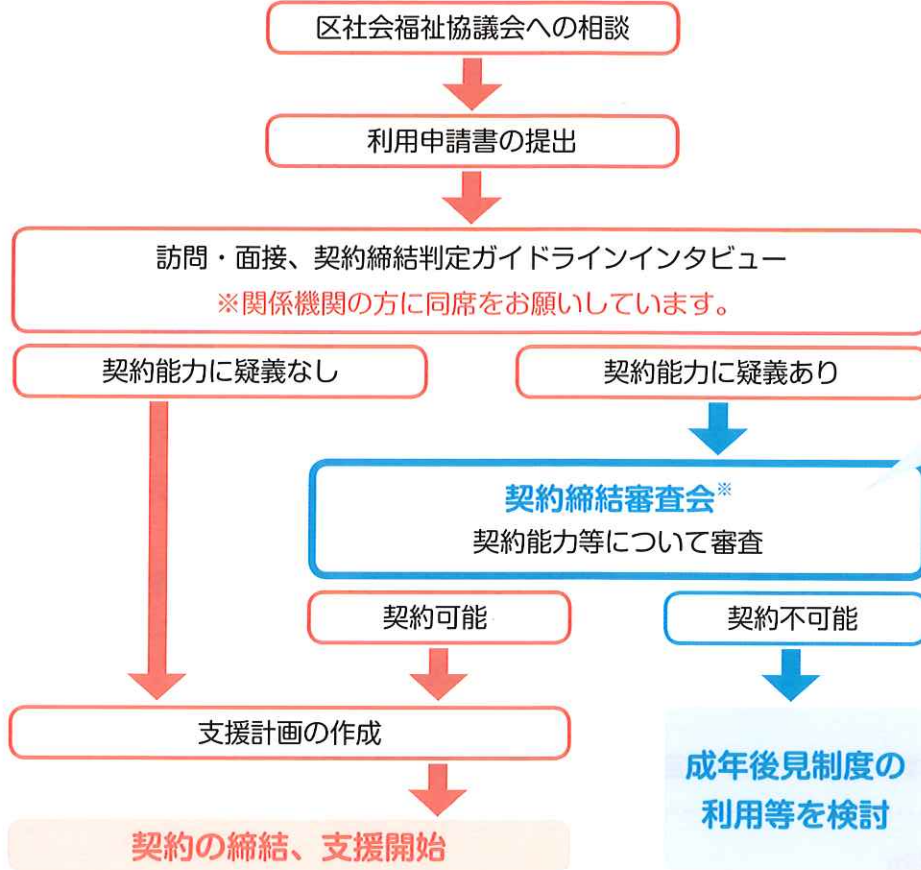 区社会福祉協議会への相談
利用申請書の提出
訪問・面接、契約締結判定ガイドラインインタビュー
※関係機関の方に同席をお願いしています。
契約能力に疑義なし
契約能力に疑義あり
契約締結審査会※
契約能力等について審査
契約可能
契約不可能
支援計画の作成
成年後見制度の
利用等を検討
契約の締結、支援開始